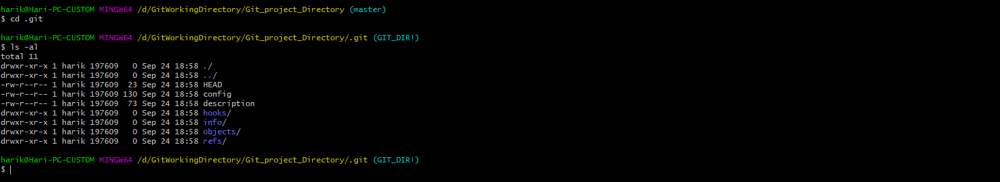 harik@Hari-PC-CUSTOM MINGW64 /d/GitWorkingDirectory/Git_project_Directory (master)
$ cd .git
harik@Hari-PC-CUSTOM MINGW64 /d/GitWorkingDirectory/Git_project_Directory/.git (GIT_DIR!)
$ ls -al
total 11
drwxr-xr-x 1 harik 197609   0 Sep 24 18:58 ./
drwxr-xr-x 1 harik 197609   0 Sep 24 18:58 ../
-rw-r--r-- 1 harik 197609  23 Sep 24 18:58 HEAD
-rw-r--r-- 1 harik 197609 130 Sep 24 18:58 config
-rw-r--r-- 1 harik 197609  73 Sep 24 18:58 description
drwxr-xr-x 1 harik 197609   0 Sep 24 18:58 hooks/
drwxr-xr-x 1 harik 197609   0 Sep 24 18:58 info/
drwxr-xr-x 1 harik 197609   0 Sep 24 18:58 objects/
drwxr-xr-x 1 harik 197609   0 Sep 24 18:58 refs/
harik@Hari-PC-CUSTOM MINGW64 /d/GitWorkingDirectory/Git_project_Directory/.git (GIT_DIR!)
$